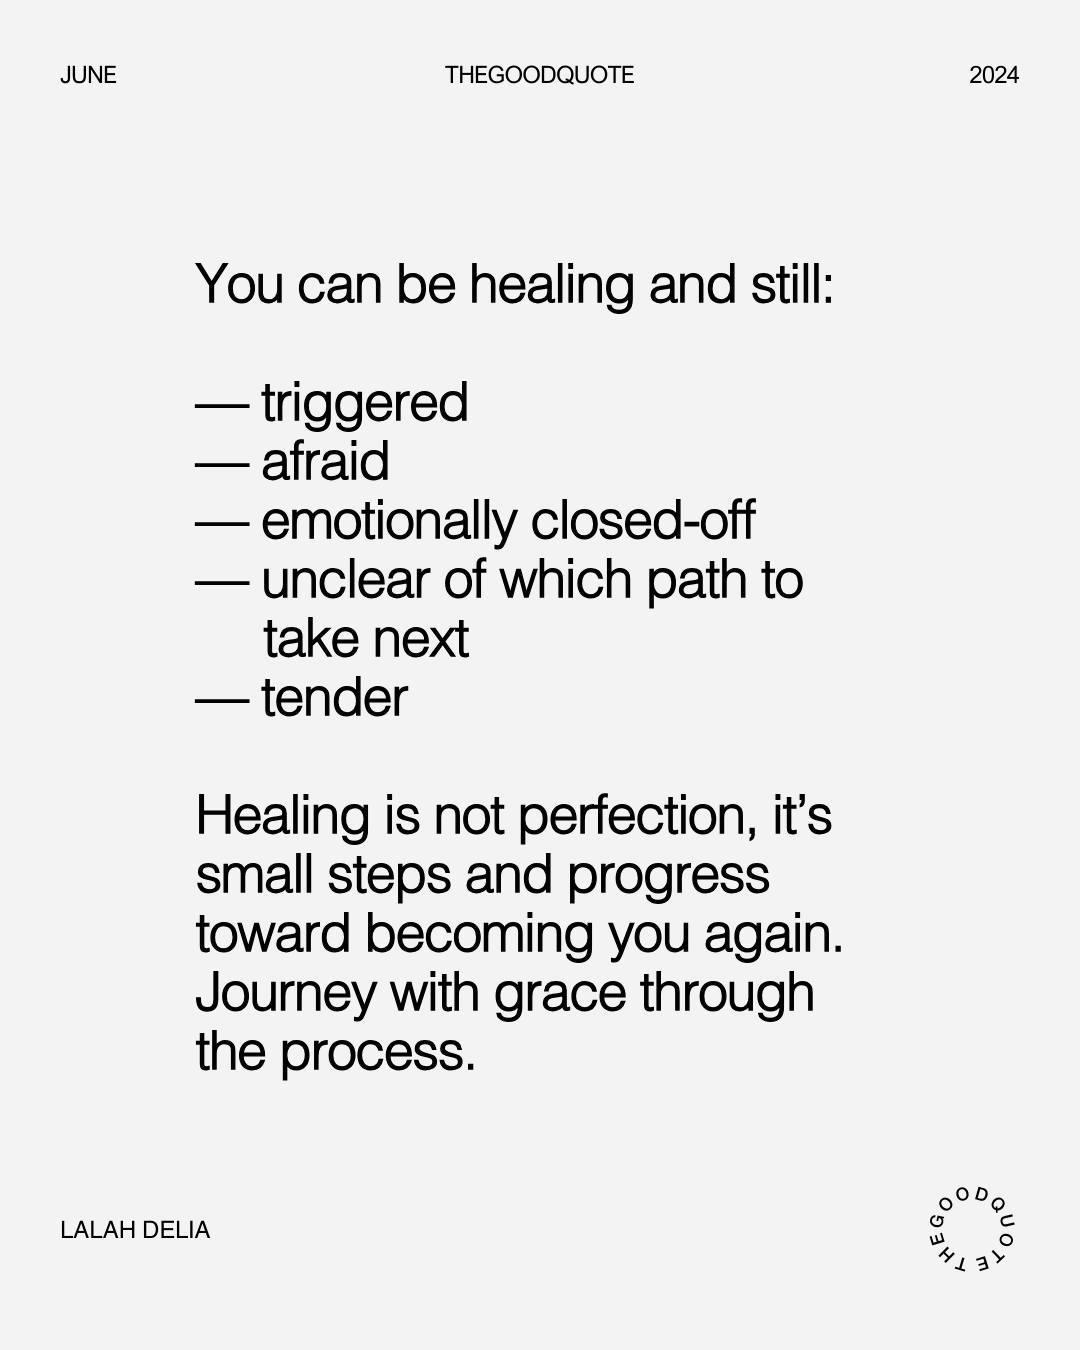 JUNE THEGOODQUOTE 2024
You can be healing and still:
— triggered
— afraid
— emotionally closed-off
— unclear of which path to
take next
— tender
Healing is not perfection, it’s
small steps and progress
toward becoming you again.
Journey with grace through
the process.
LALAH DELIA
THEGOODQUOTE